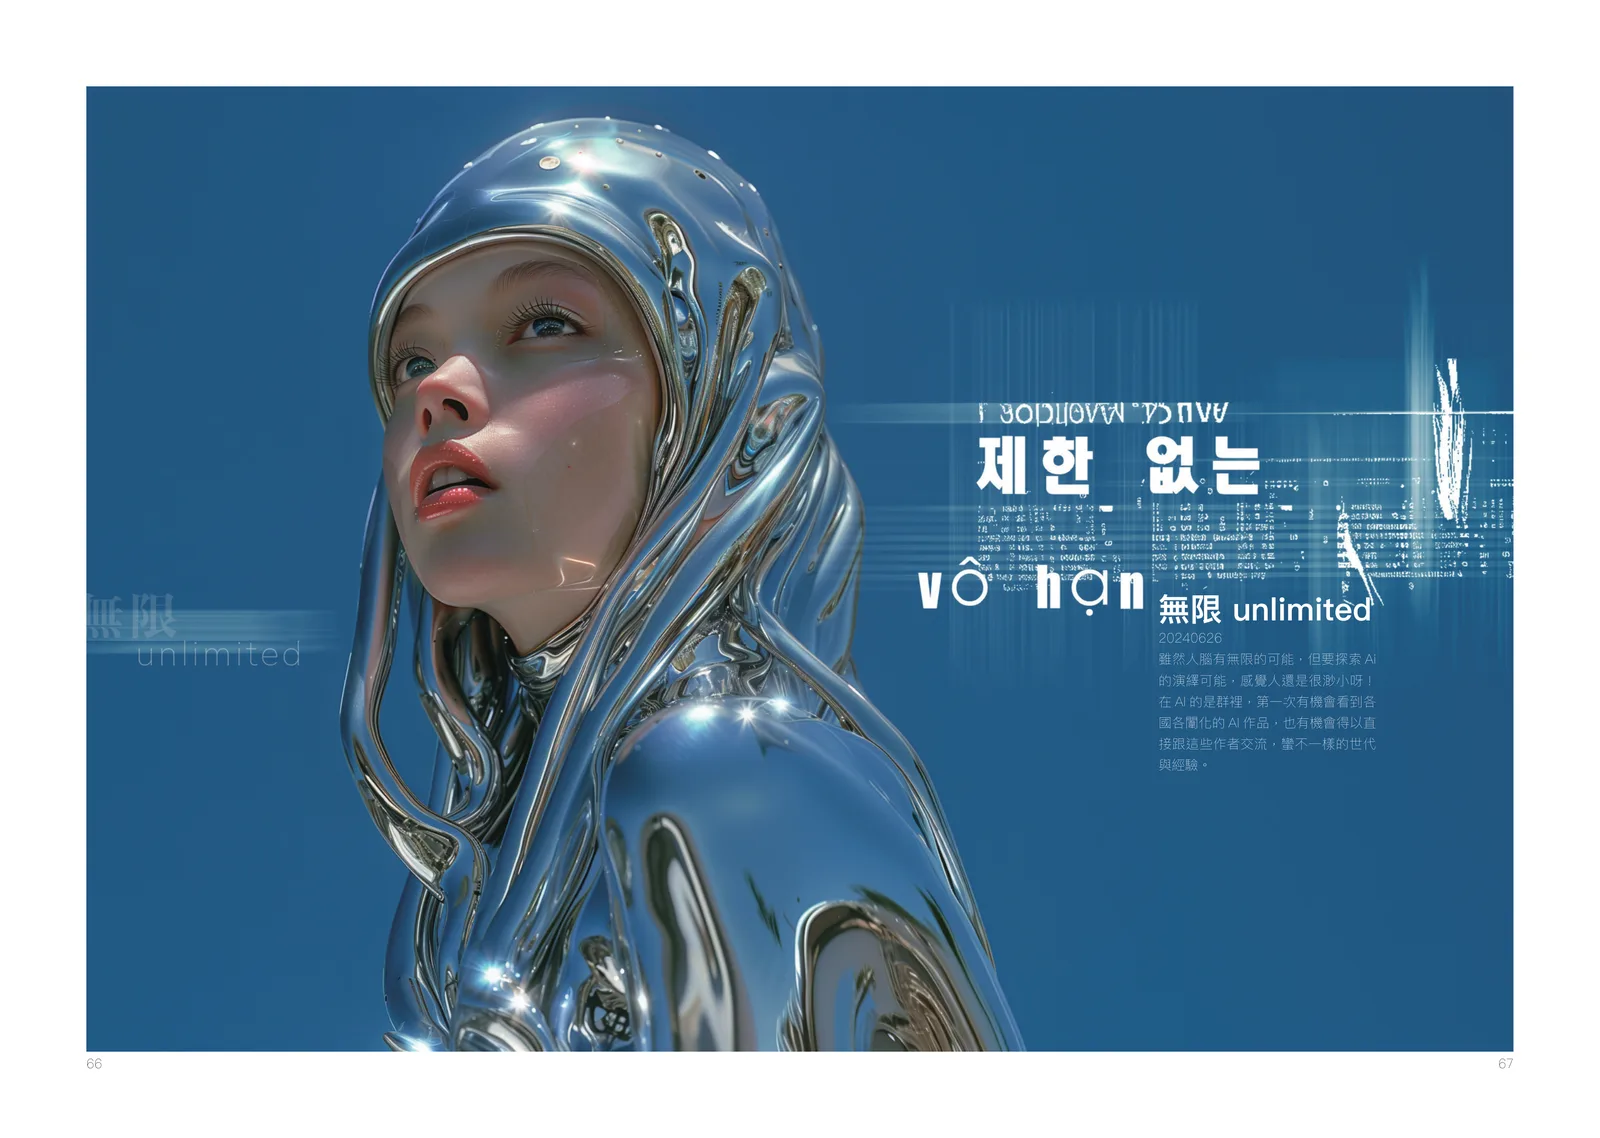 無限
unlimited
제한 없는
vô hạn
無限 unlimited
20240626
雖然人腦有無限的可能，但要探索 Ai
的演繹可能，感覺人還是很渺小呀！
在 AI 的是群裡，第一次有機會看到各
國各闈化的 AI 作品，也有機會得以直
接跟這些作者交流，蠻不一樣的世代
與經驗。
66
67